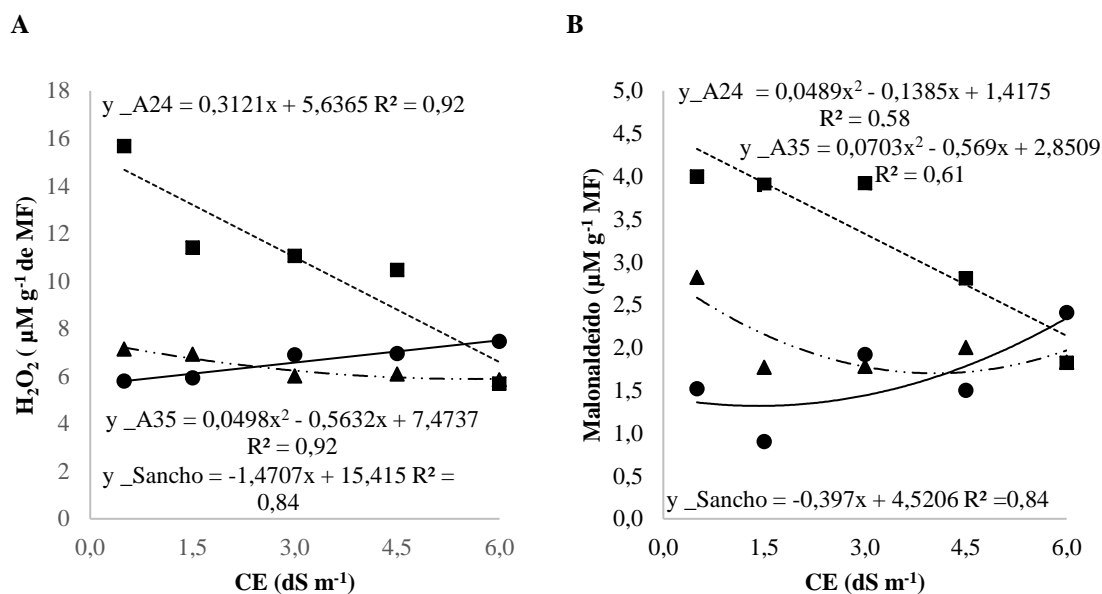 A
H₂O₂ ( µM g⁻¹ de MF)
18
16
14
12
10
8
6
4
2
0
y _A24 = 0,3121x + 5,6365 R² = 0,92
y _A35 = 0,0498x² - 0,5632x + 7,4737
R² = 0,92
y _Sancho = -1,4707x + 15,415 R² =
0,84
0,0 1,5 3,0 4,5 6,0
CE (dS m⁻¹)
B
Malonaldeído (µM g⁻¹ MF)
5,0
4,5
4,0
3,5
3,0
2,5
2,0
1,5
1,0
0,5
0,0
y_A24 = 0,0489x² - 0,1385x + 1,4175
R² = 0,58
y _A35 = 0,0703x² - 0,569x + 2,8509
R² = 0,61
y _Sancho = -0,397x + 4,5206 R² =0,84
0,0 1,5 3,0 4,5 6,0
CE (dS m⁻¹)